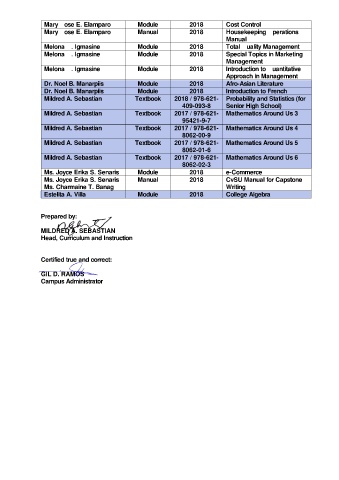 Mary ose E. Elamparo Module 2018 Cost Control
Mary ose E. Elamparo Manual 2018 Housekeeping perations
Manual
Melona . Igmasine Module 2018 Total uality Management
Melona . Igmasine Module 2018 Special Topics in Marketing
Management
Melona . Igmasine Module 2018 Introduction to uantitative
Approach in Management
Dr. Noel B. Manarpiis Module 2018 Afro-Asian Literature
Dr. Noel B. Manarpiis Module 2018 Introduction to French
Mildred A. Sebastian Textbook 2018 / 978-621- Probability and Statistics (for
409-093-8 Senior High School)
Mildred A. Sebastian Textbook 2017 / 978-621- Mathematics Around Us 3
95421-9-7
Mildred A. Sebastian Textbook 2017 / 978-621- Mathematics Around Us 4
8062-00-9
Mildred A. Sebastian Textbook 2017 / 978-621- Mathematics Around Us 5
8062-01-6
Mildred A. Sebastian Textbook 2017 / 978-621- Mathematics Around Us 6
8062-02-3
Ms. Joyce Erika S. Senaris Module 2018 e-Commerce
Ms. Joyce Erika S. Senaris Manual 2018 CvSU Manual for Capstone
Ms. Charmaine T. Banag Writing
Estelita A. Villa Module 2018 College Algebra
Prepared by:
MILDRED A. SEBASTIAN
Head, Curriculum and Instruction
Certified true and correct:
GIL D. RAMOS
Campus Administrator